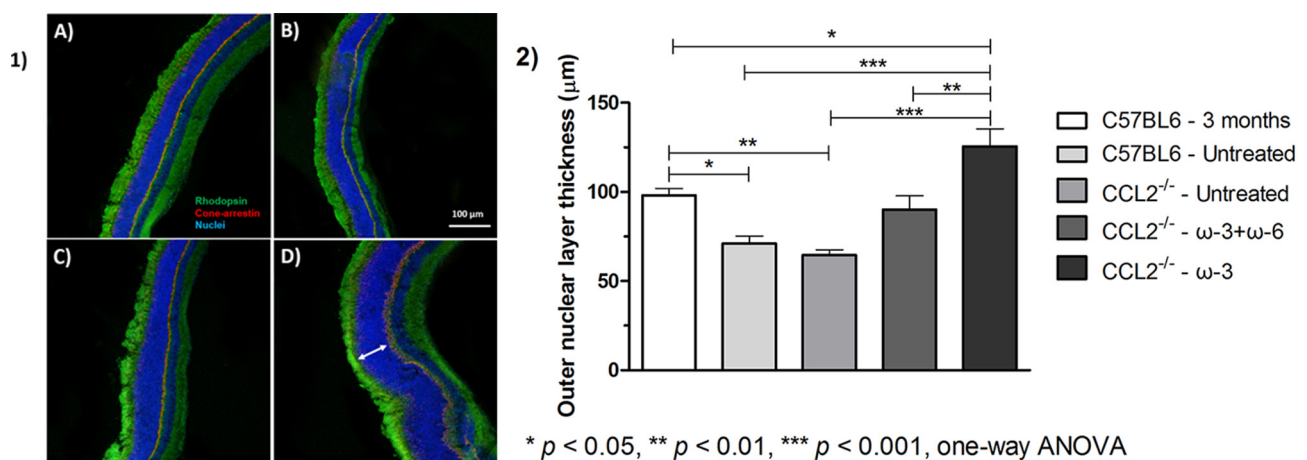 1)
A)
B)
Rhodopsin
Cone-arrestin
Nuclei
100 µm
C)
D)
2)
Outer nuclear layer thickness (µm)
150
100
50
0
*
***
**
***
**
*
C57BL6 - 3 months
C57BL6 - Untreated
CCL2-/- - Untreated
CCL2-/- - ω-3+ω-6
CCL2-/- - ω-3
* p < 0.05, ** p < 0.01, *** p < 0.001, one-way ANOVA